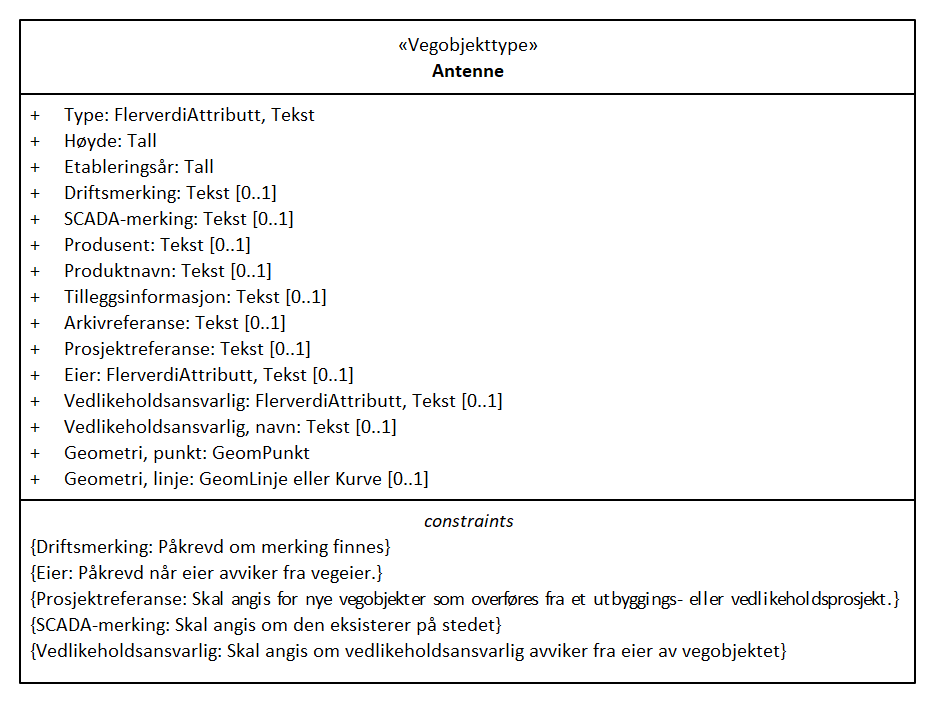 «Vegobjekttype»
Antenne
+ Type: FlerverdiAttributt, Tekst
+ Høyde: Tall
+ Etableringsår: Tall
+ Driftsmerking: Tekst [0..1]
+ SCADA-merking: Tekst [0..1]
+ Produsent: Tekst [0..1]
+ Produktnavn: Tekst [0..1]
+ Tilleggsinformasjon: Tekst [0..1]
+ Arkivreferanse: Tekst [0..1]
+ Prosjektreferanse: Tekst [0..1]
+ Eier: FlerverdiAttributt, Tekst [0..1]
+ Vedlikeholdsansvarlig: FlerverdiAttributt, Tekst [0..1]
+ Vedlikeholdsansvarlig, navn: Tekst [0..1]
+ Geometri, punkt: GeomPunkt
+ Geometri, linje: GeomLinje eller Kurve [0..1]
constraints
{Driftsmerking: Påkrevd om merking finnes}
{Eier: Påkrevd når eier avviker fra vegeier.}
{Prosjektreferanse: Skal angis for nye vegobjekter som overføres fra et utbyggings- eller vedlikeholdsprosjekt.}
{SCADA-merking: Skal angis om den eksisterer på stedet}
{Vedlikeholdsansvarlig: Skal angis om vedlikeholdsansvarlig avviker fra eier av vegobjektet}